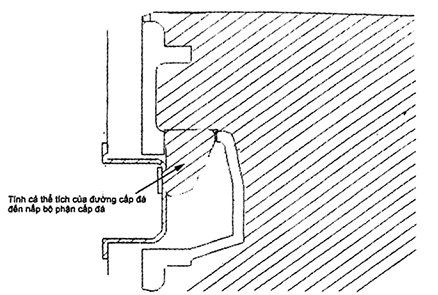 Tính cả thể tích của đường cấp đá
đến nắp bộ phận cấp đá